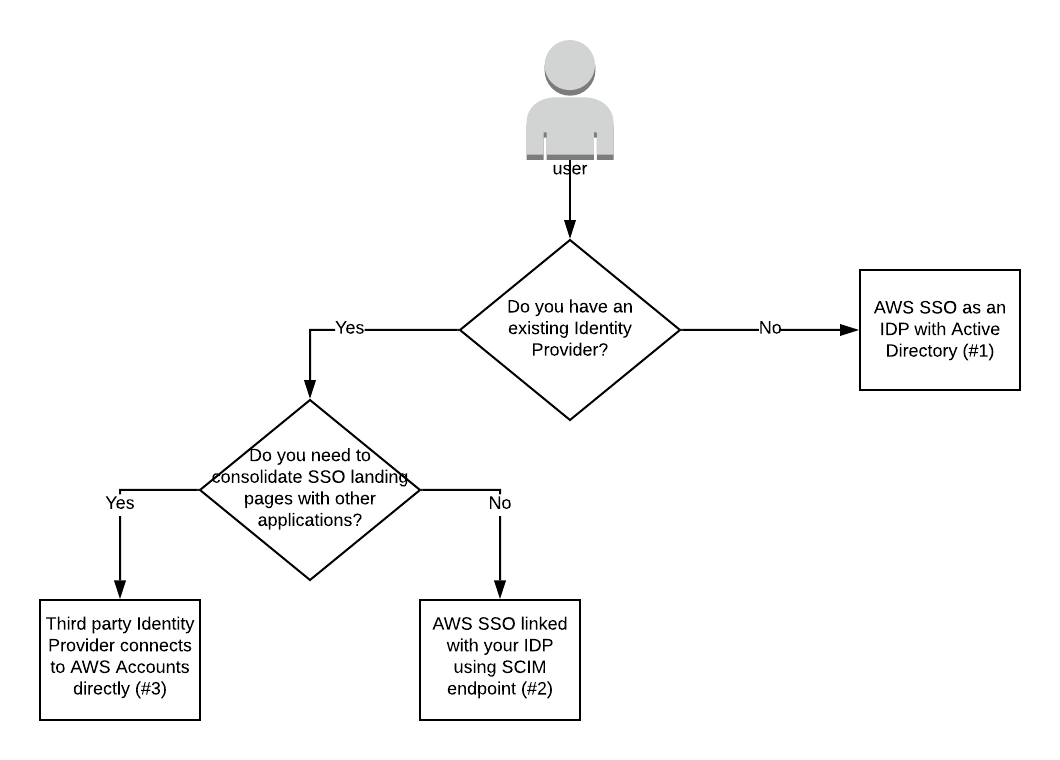 user
Do you have an
existing Identity
Provider?
Yes
No
AWS SSO as an
IDP with Active
Directory (#1)
Do you need to
consolidate SSO landing
pages with other
applications?
Yes
No
Third party Identity
Provider connects
to AWS Accounts
directly (#3)
AWS SSO linked
with your IDP
using SCIM
endpoint (#2)